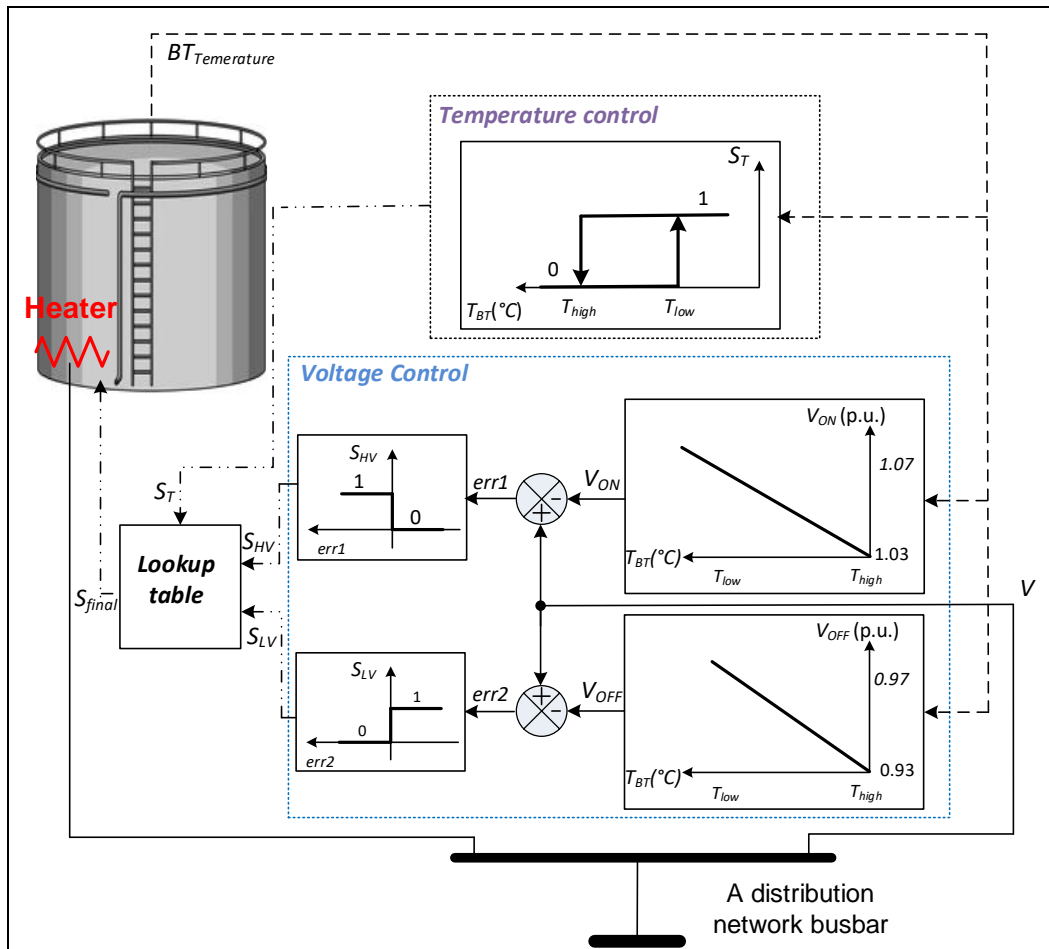 BT_Temerature
Temperature control
S_T
1
0
T_BT(°C)
T_high
T_low
Heater
Voltage Control
V_ON (p.u.)
1.07
1.03
T_BT(°C)
T_low
T_high
S_HV
1
0
err1
err1
V_ON
-
+
S_T
S_HV
Lookup
table
S_final
S_LV
V
V_OFF (p.u.)
0.97
0.93
T_BT(°C)
T_low
T_high
S_LV
1
0
err2
err2
V_OFF
+
-
A distribution
network busbar